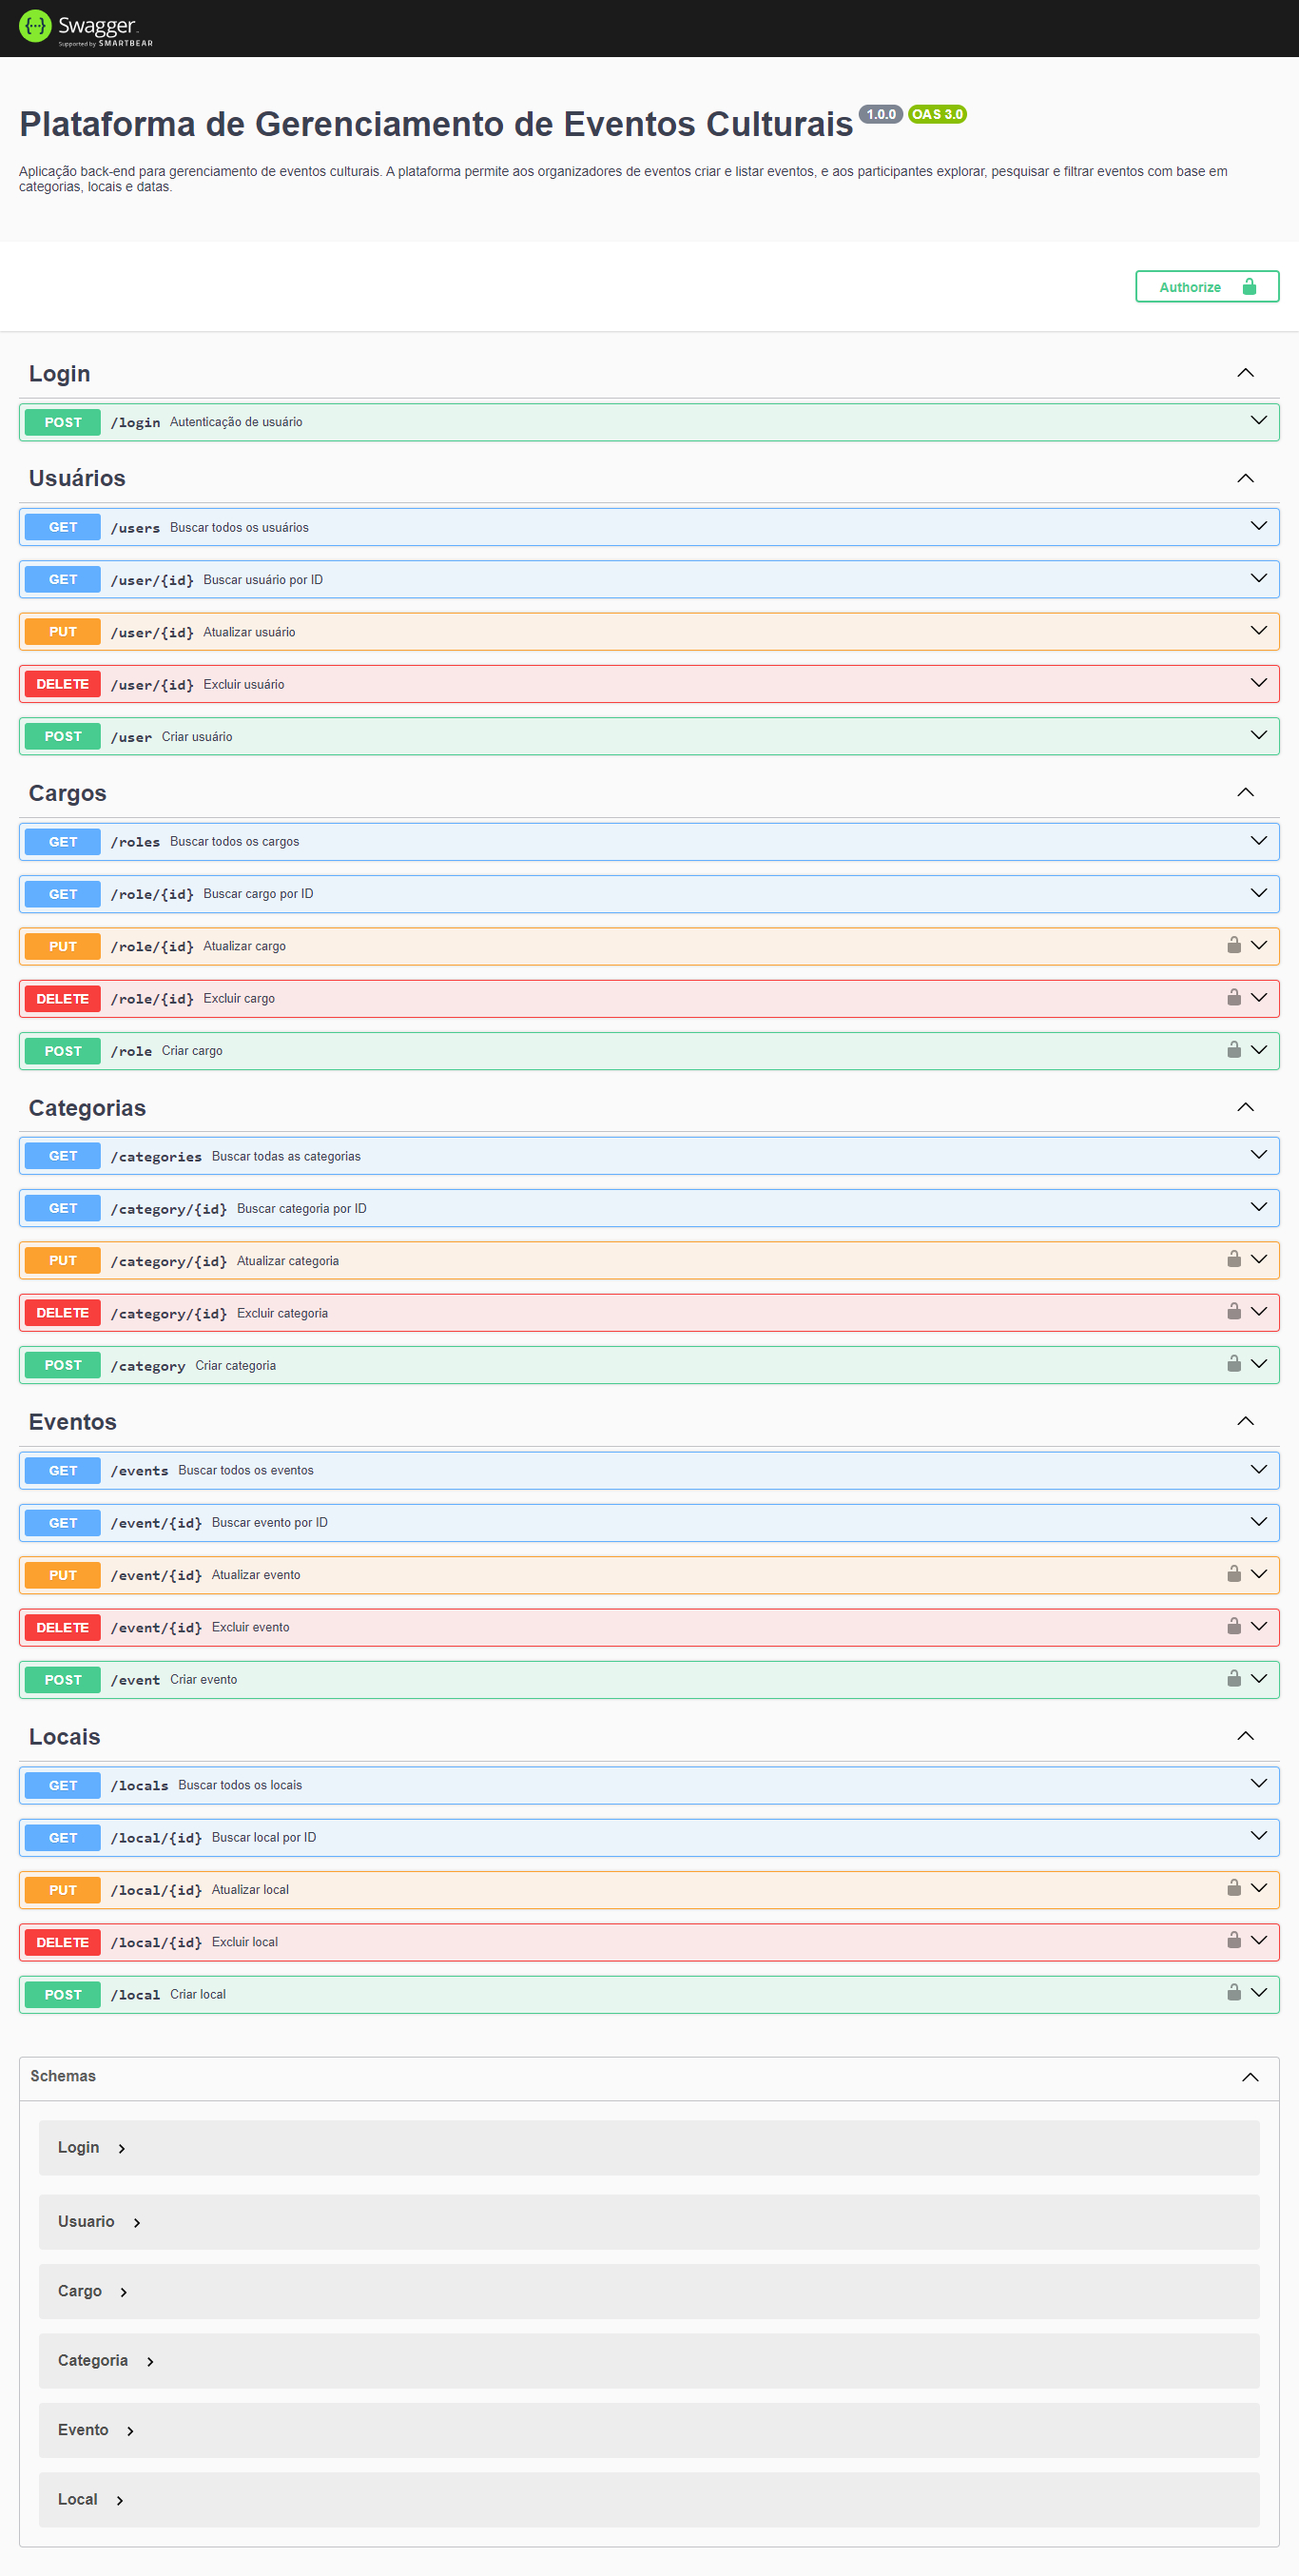 Swagger
Supported by SMARTBEAR
Plataforma de Gerenciamento de Eventos Culturais 1.0.0 OAS 3.0
Aplicação back-end para gerenciamento de eventos culturais. A plataforma permite aos organizadores de eventos criar e listar eventos, e aos participantes explorar, pesquisar e filtrar eventos com base em
categorias, locais e datas.
Authorize
Login
POST /login Autenticação de usuário
Usuários
GET /users Buscar todos os usuários
GET /user/{id} Buscar usuário por ID
PUT /user/{id} Atualizar usuário
DELETE /user/{id} Excluir usuário
POST /user Criar usuário
Cargos
GET /roles Buscar todos os cargos
GET /role/{id} Buscar cargo por ID
PUT /role/{id} Atualizar cargo
DELETE /role/{id} Excluir cargo
POST /role Criar cargo
Categorias
GET /categories Buscar todas as categorias
GET /category/{id} Buscar categoria por ID
PUT /category/{id} Atualizar categoria
DELETE /category/{id} Excluir categoria
POST /category Criar categoria
Eventos
GET /events Buscar todos os eventos
GET /event/{id} Buscar evento por ID
PUT /event/{id} Atualizar evento
DELETE /event/{id} Excluir evento
POST /event Criar evento
Locais
GET /locals Buscar todos os locais
GET /local/{id} Buscar local por ID
PUT /local/{id} Atualizar local
DELETE /local/{id} Excluir local
POST /local Criar local
Schemas
Login
Usuario
Cargo
Categoria
Evento
Local